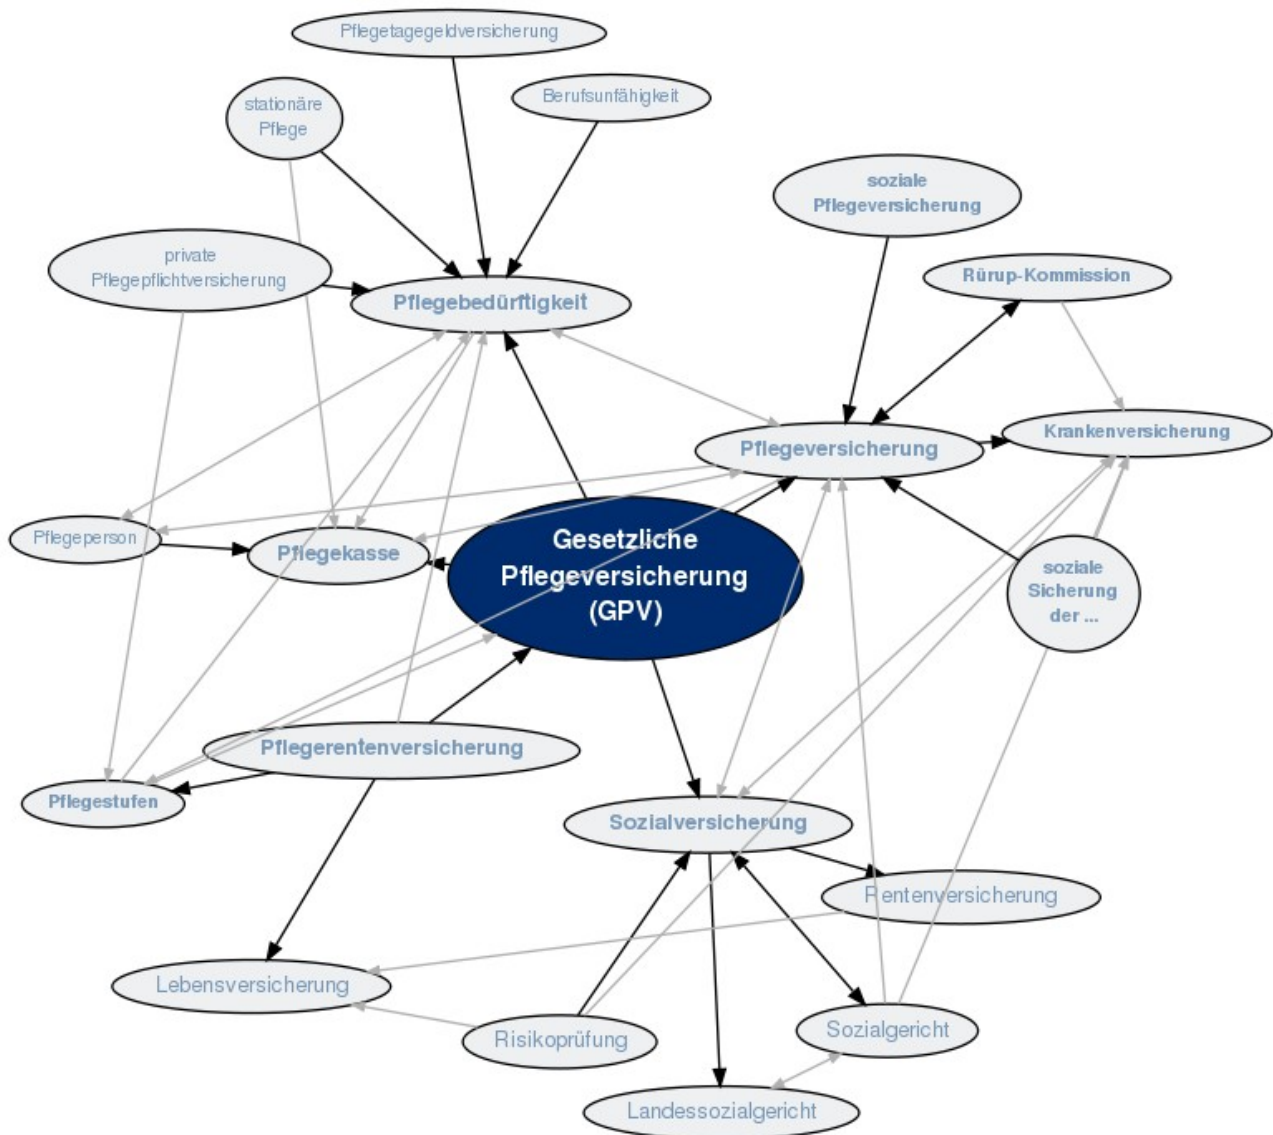 Pflegetagegeldversicherung
stationäre
Pflege
Berufsunfähigkeit
soziale
Pflegeversicherung
private
Pflegepflichtversicherung
Rürup-Kommission
Pflegebedürftigkeit
Krankenversicherung
Pflegeversicherung
Pflegeperson
Pflegekasse
Gesetzliche
Pflegeversicherung
(GPV)
soziale
Sicherung
der ...
Pflegerentenversicherung
Pflegestufen
Sozialversicherung
Rentenversicherung
Lebensversicherung
Risikoprüfung
Sozialgericht
Landessozialgericht